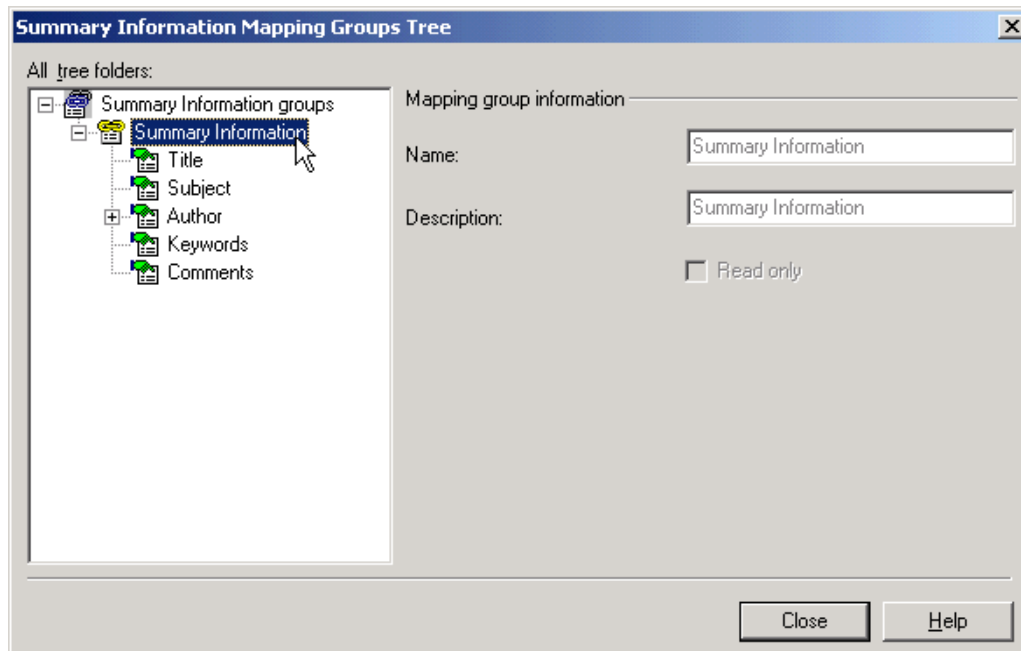 Summary Information Mapping Groups Tree
All tree folders:
Summary Information groups
Summary Information
Title
Subject
Author
Keywords
Comments
Mapping group information
Name:
Summary Information
Description:
Summary Information
Read only
Close
Help